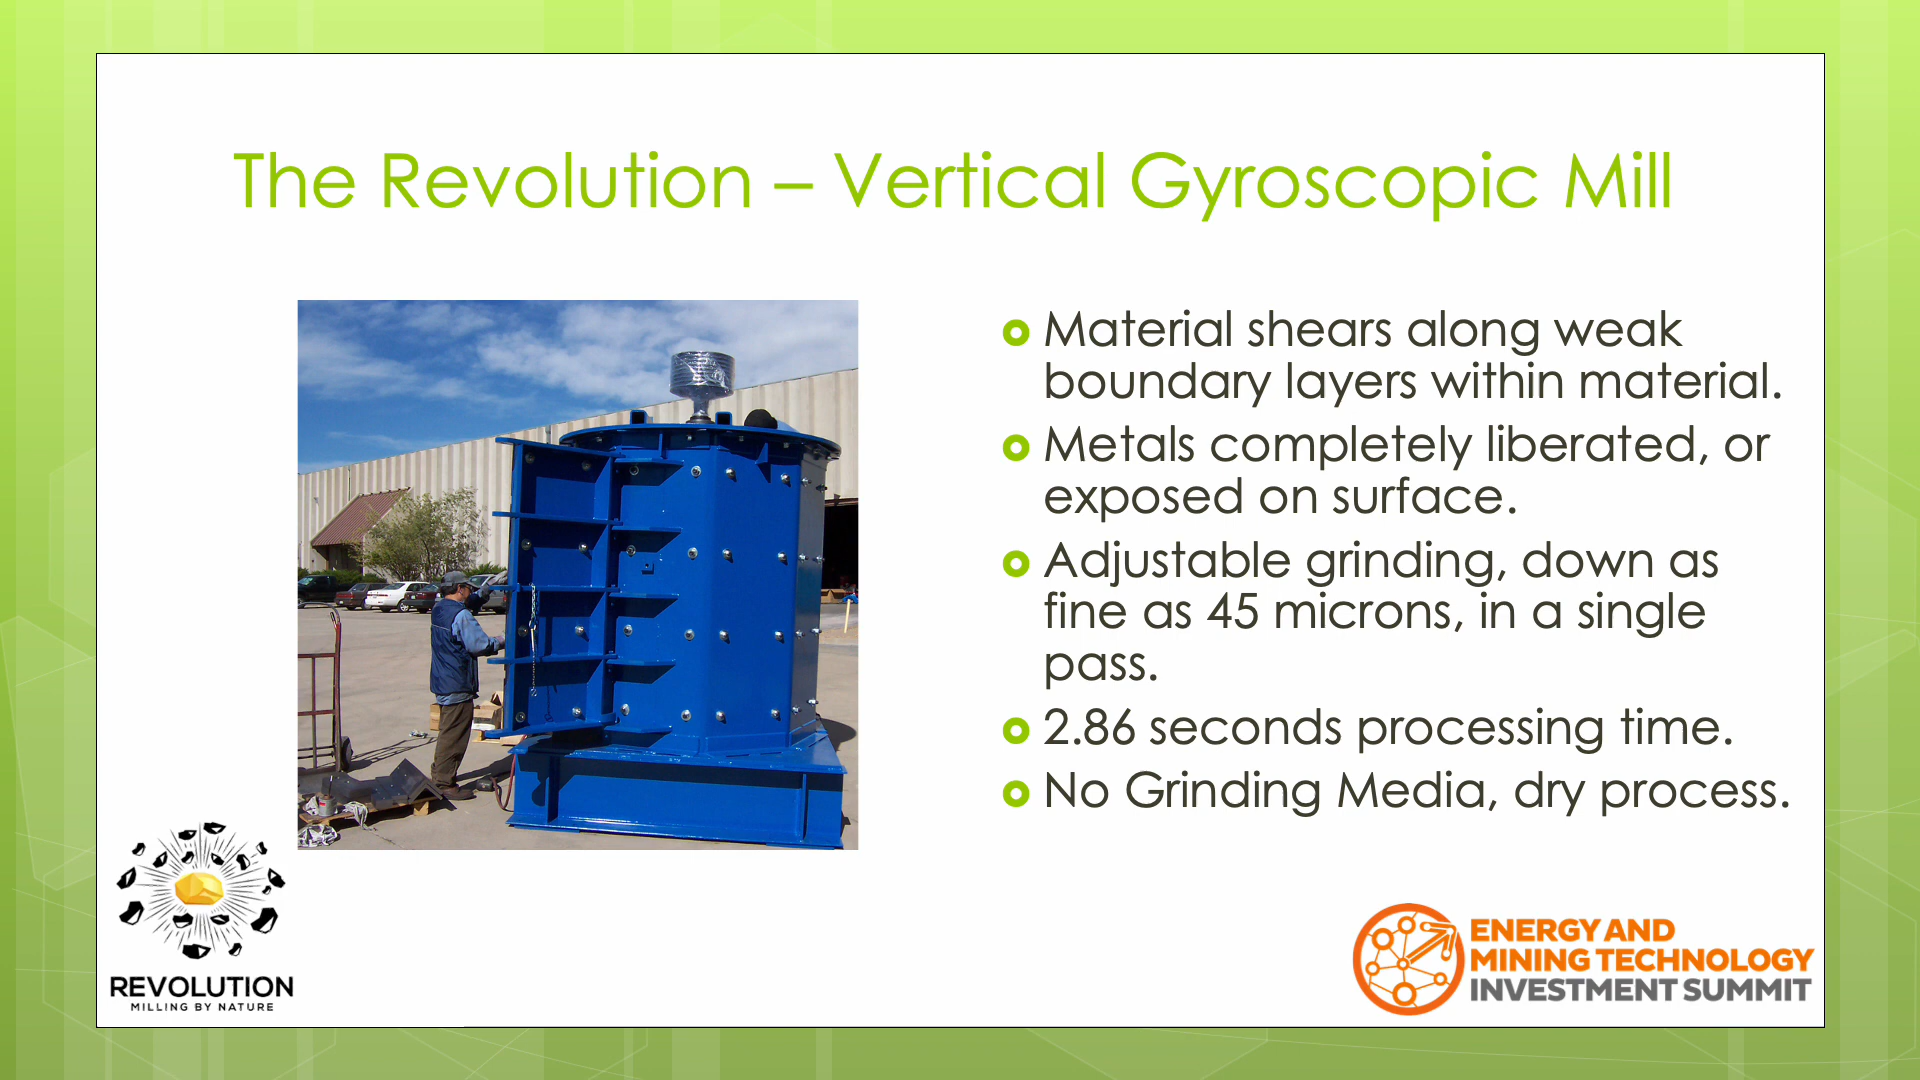 The Revolution – Vertical Gyroscopic Mill
Material shears along weak
boundary layers within material.
Metals completely liberated, or
exposed on surface.
Adjustable grinding, down as
fine as 45 microns, in a single
pass.
2.86 seconds processing time.
No Grinding Media, dry process.
REVOLUTION
MILLING BY NATURE
ENERGY AND
MINING TECHNOLOGY
INVESTMENT SUMMIT